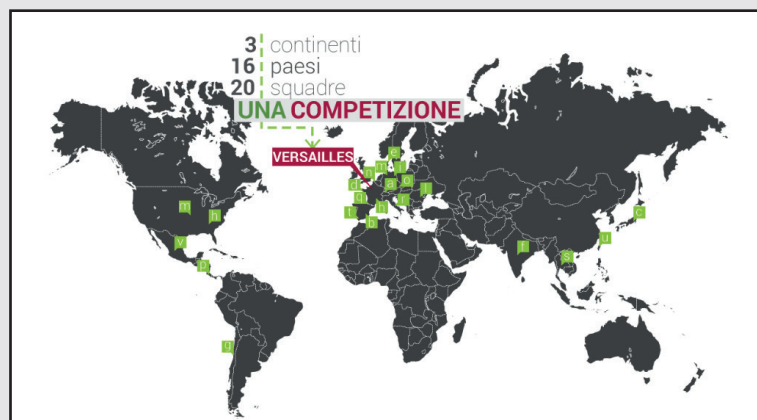 3 continenti
16 paesi
20 squadre
UNA COMPETIZIONE
VERSAILLES
e
m
n
d
a
o
l
r
h
b
m
h
v
c
u
f
s